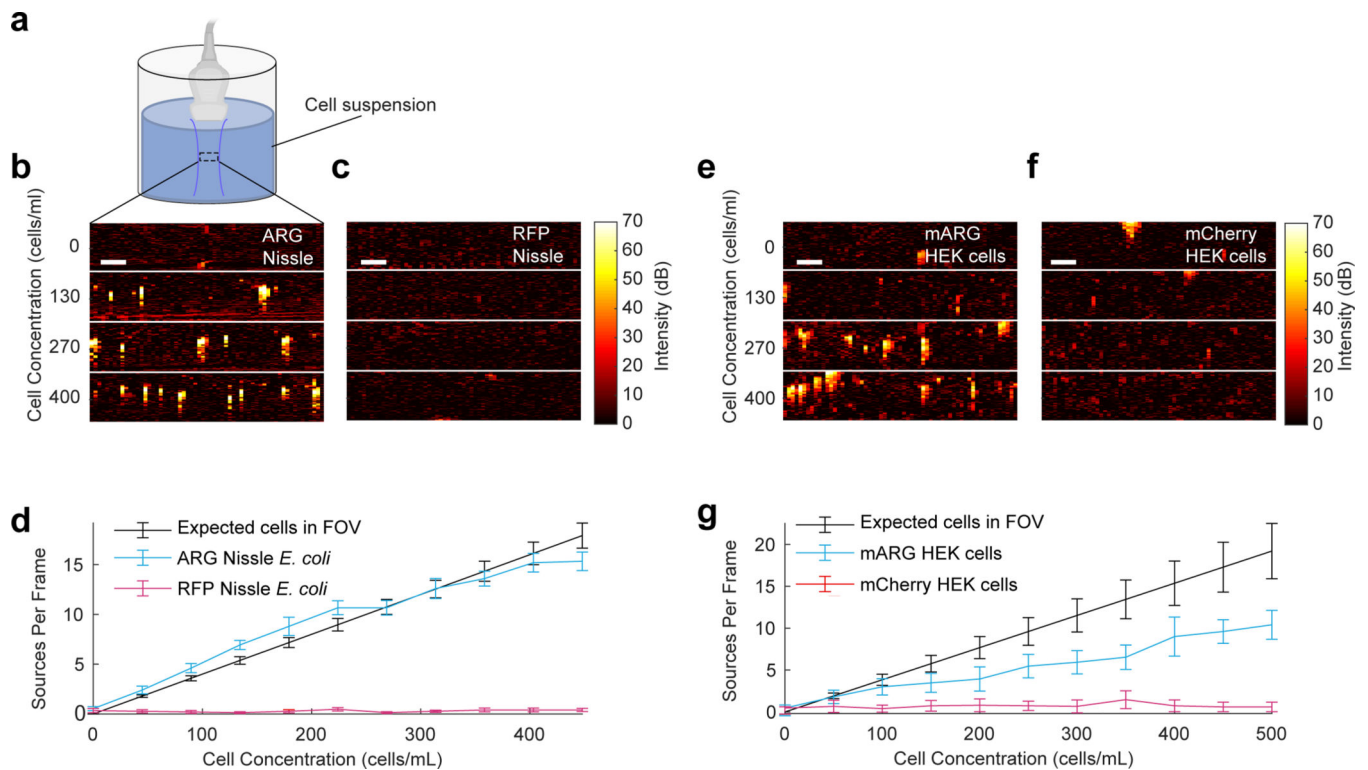 a
Cell suspension
b
c
e
f
Cell Concentration (cells/ml)
0
130
270
400
ARG
Nissle
RFP
Nissle
70
60
50
40
30
20
10
0
Intensity (dB)
Cell Concentration (cells/ml)
0
130
270
400
mARG
HEK cells
mCherry
HEK cells
70
60
50
40
30
20
10
0
Intensity (dB)
d
Expected cells in FOV
ARG Nissle E. coli
RFP Nissle E. coli
Sources Per Frame
15
10
5
0
0
100
200
300
400
Cell Concentration (cells/mL)
g
Expected cells in FOV
mARG HEK cells
mCherry HEK cells
Sources Per Frame
20
15
10
5
0
0
100
200
300
400
500
Cell Concentration (cells/mL)